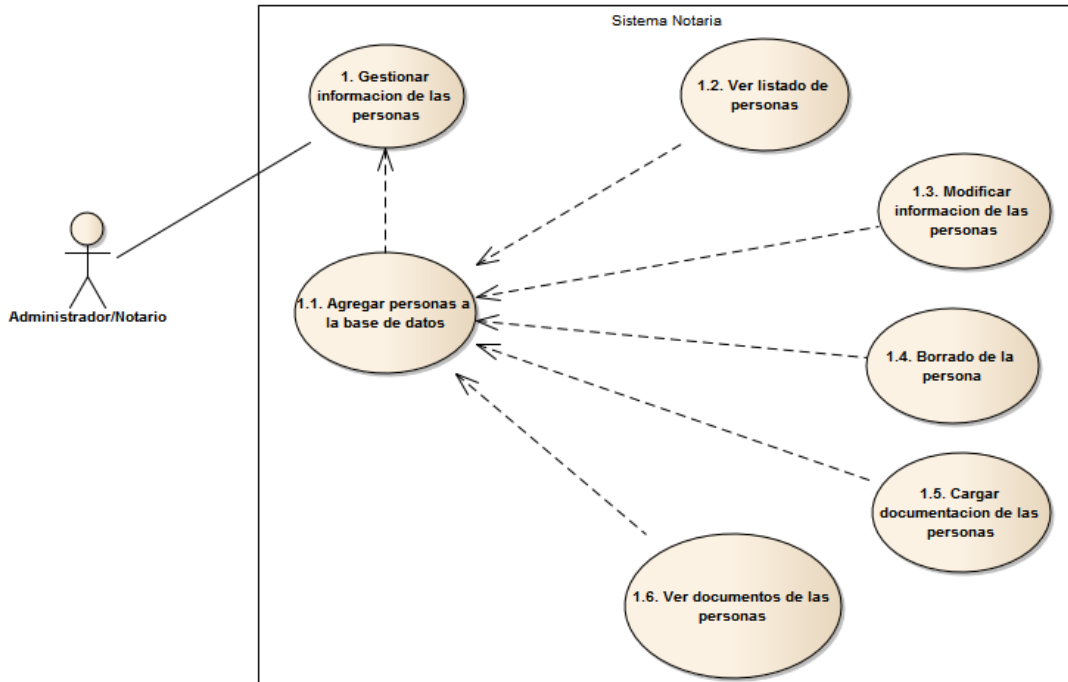 Sistema Notaria
1. Gestionar
informacion de las
personas
1.2. Ver listado de
personas
1.3. Modificar
informacion de las
personas
Administrador/Notario
1.1. Agregar personas a
la base de datos
1.4. Borrado de la
persona
1.5. Cargar
documentacion de las
personas
1.6. Ver documentos de las
personas